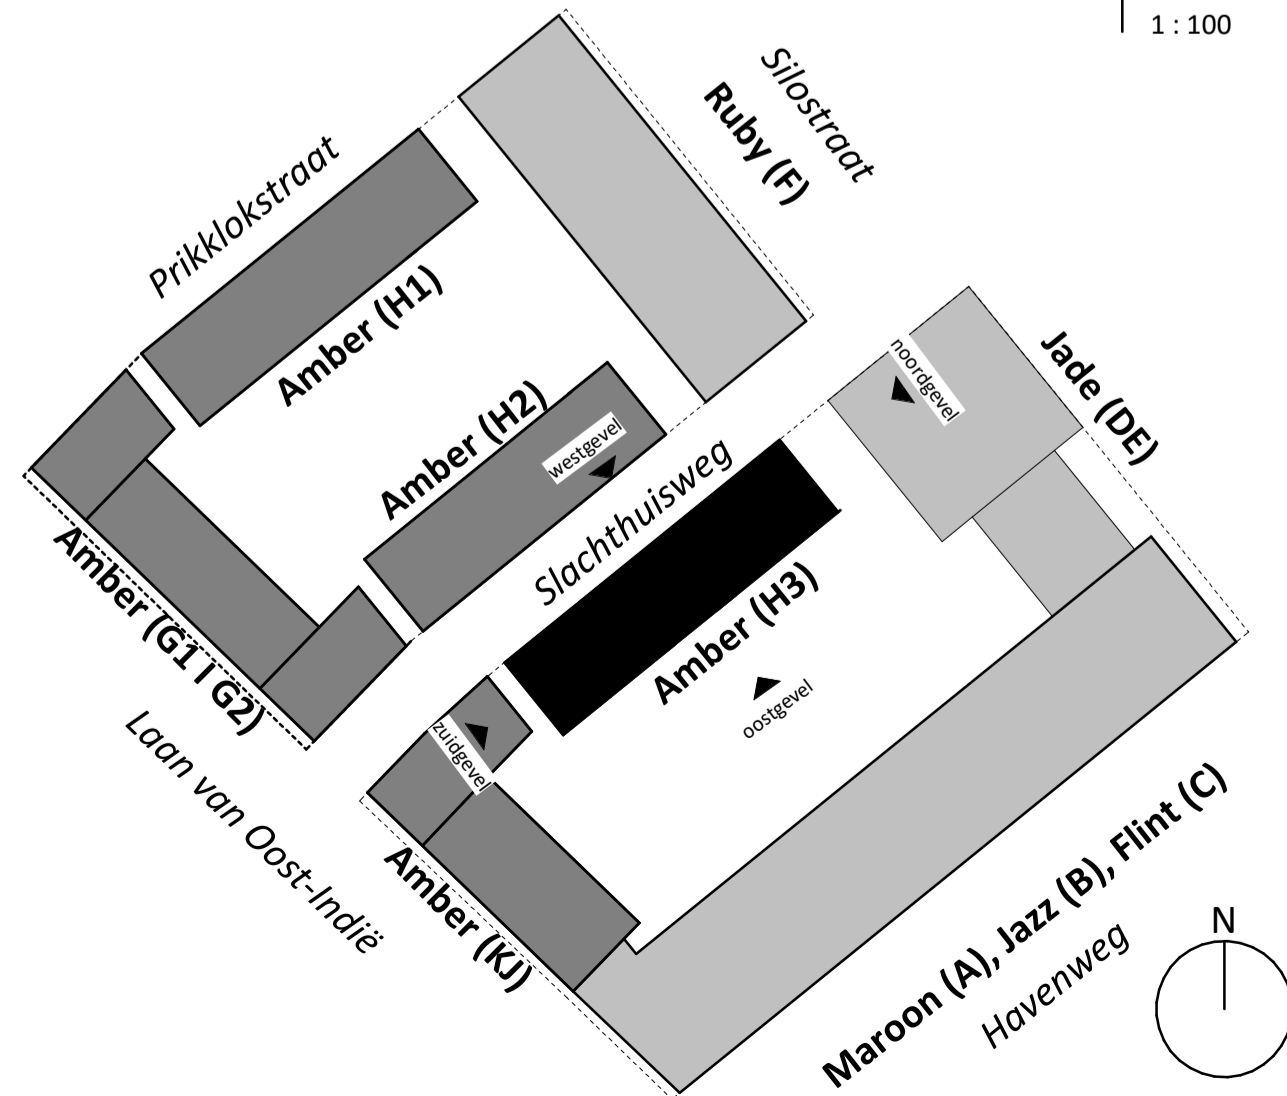 1 : 100
Silostraat
Ruby (F)
Prikklokstraat
Amber (H1)
noordgevel
Jade (DE)
Amber (H2)
westgevel
Slachthuisweg
Amber (H3)
Amber (G1 I G2)
oostgevel
zuidgevel
Laan van Oost-Indië
Amber (KJ)
Maroon (A), Jazz (B), Flint (C)
Havenweg
N